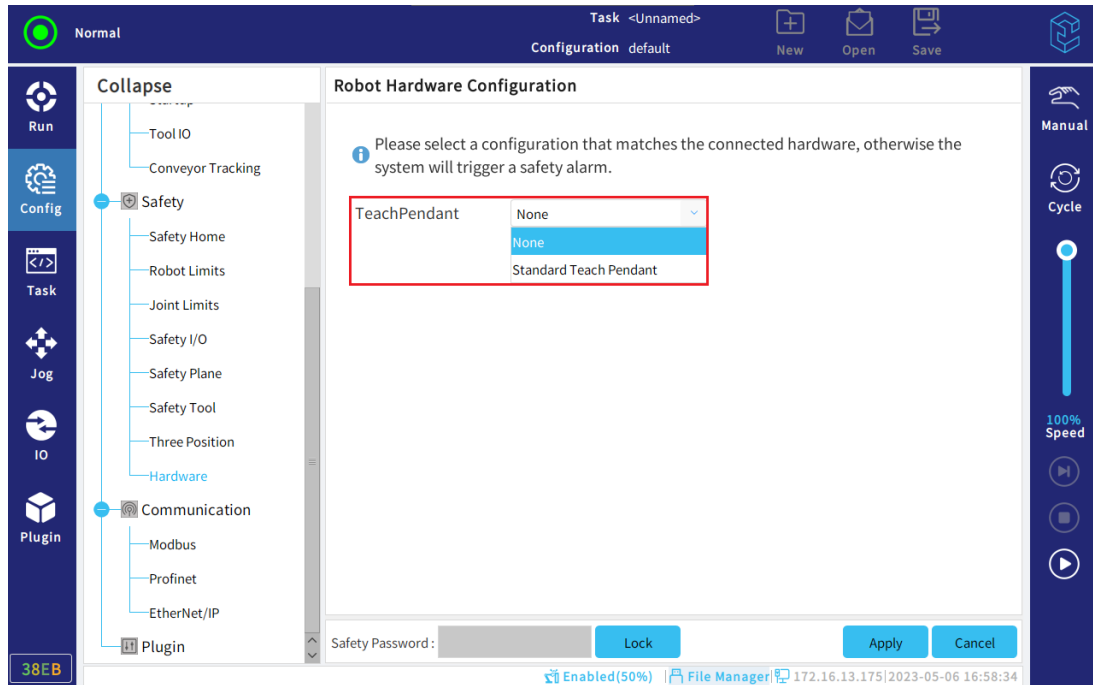 Normal
Task <Unnamed>
Configuration default
New
Open
Save
Run
Config
Task
Jog
IO
Plugin
38EB
Collapse
Startup
Tool IO
Conveyor Tracking
Safety
Safety Home
Robot Limits
Joint Limits
Safety I/O
Safety Plane
Safety Tool
Three Position
Hardware
Communication
Modbus
Profinet
EtherNet/IP
Plugin
Robot Hardware Configuration
Please select a configuration that matches the connected hardware, otherwise the
system will trigger a safety alarm.
TeachPendant None
None
Standard Teach Pendant
Safety Password : Lock Apply Cancel
Enabled(50%) File Manager 172.16.13.175 2023-05-06 16:58:34
Manual
Cycle
100%
Speed